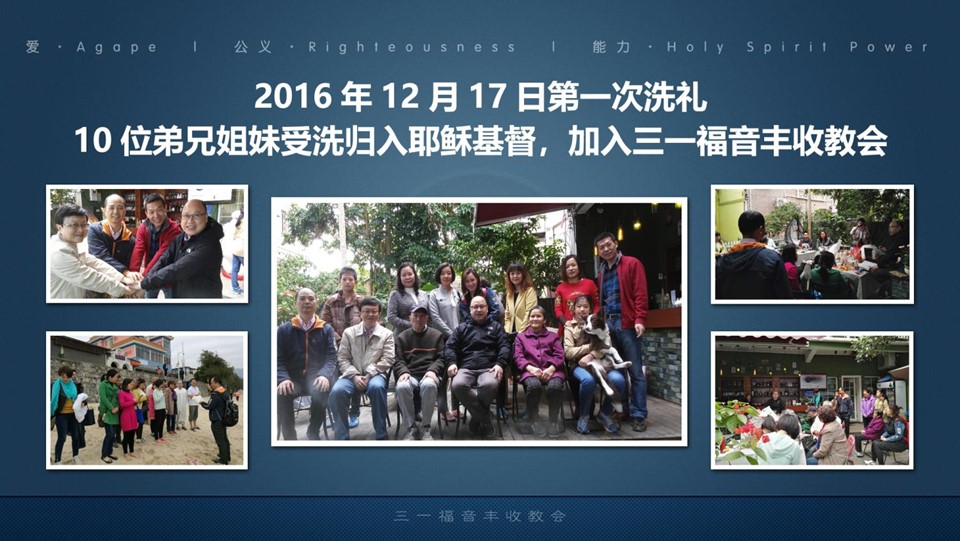 爱 · Agape | 公义 · Righteousness | 能力 · Holy Spirit Power
2016 年 12 月 17 日第一次洗礼
10 位弟兄姐妹受洗归入耶稣基督，加入三一福音丰收教会
三一福音丰收教会